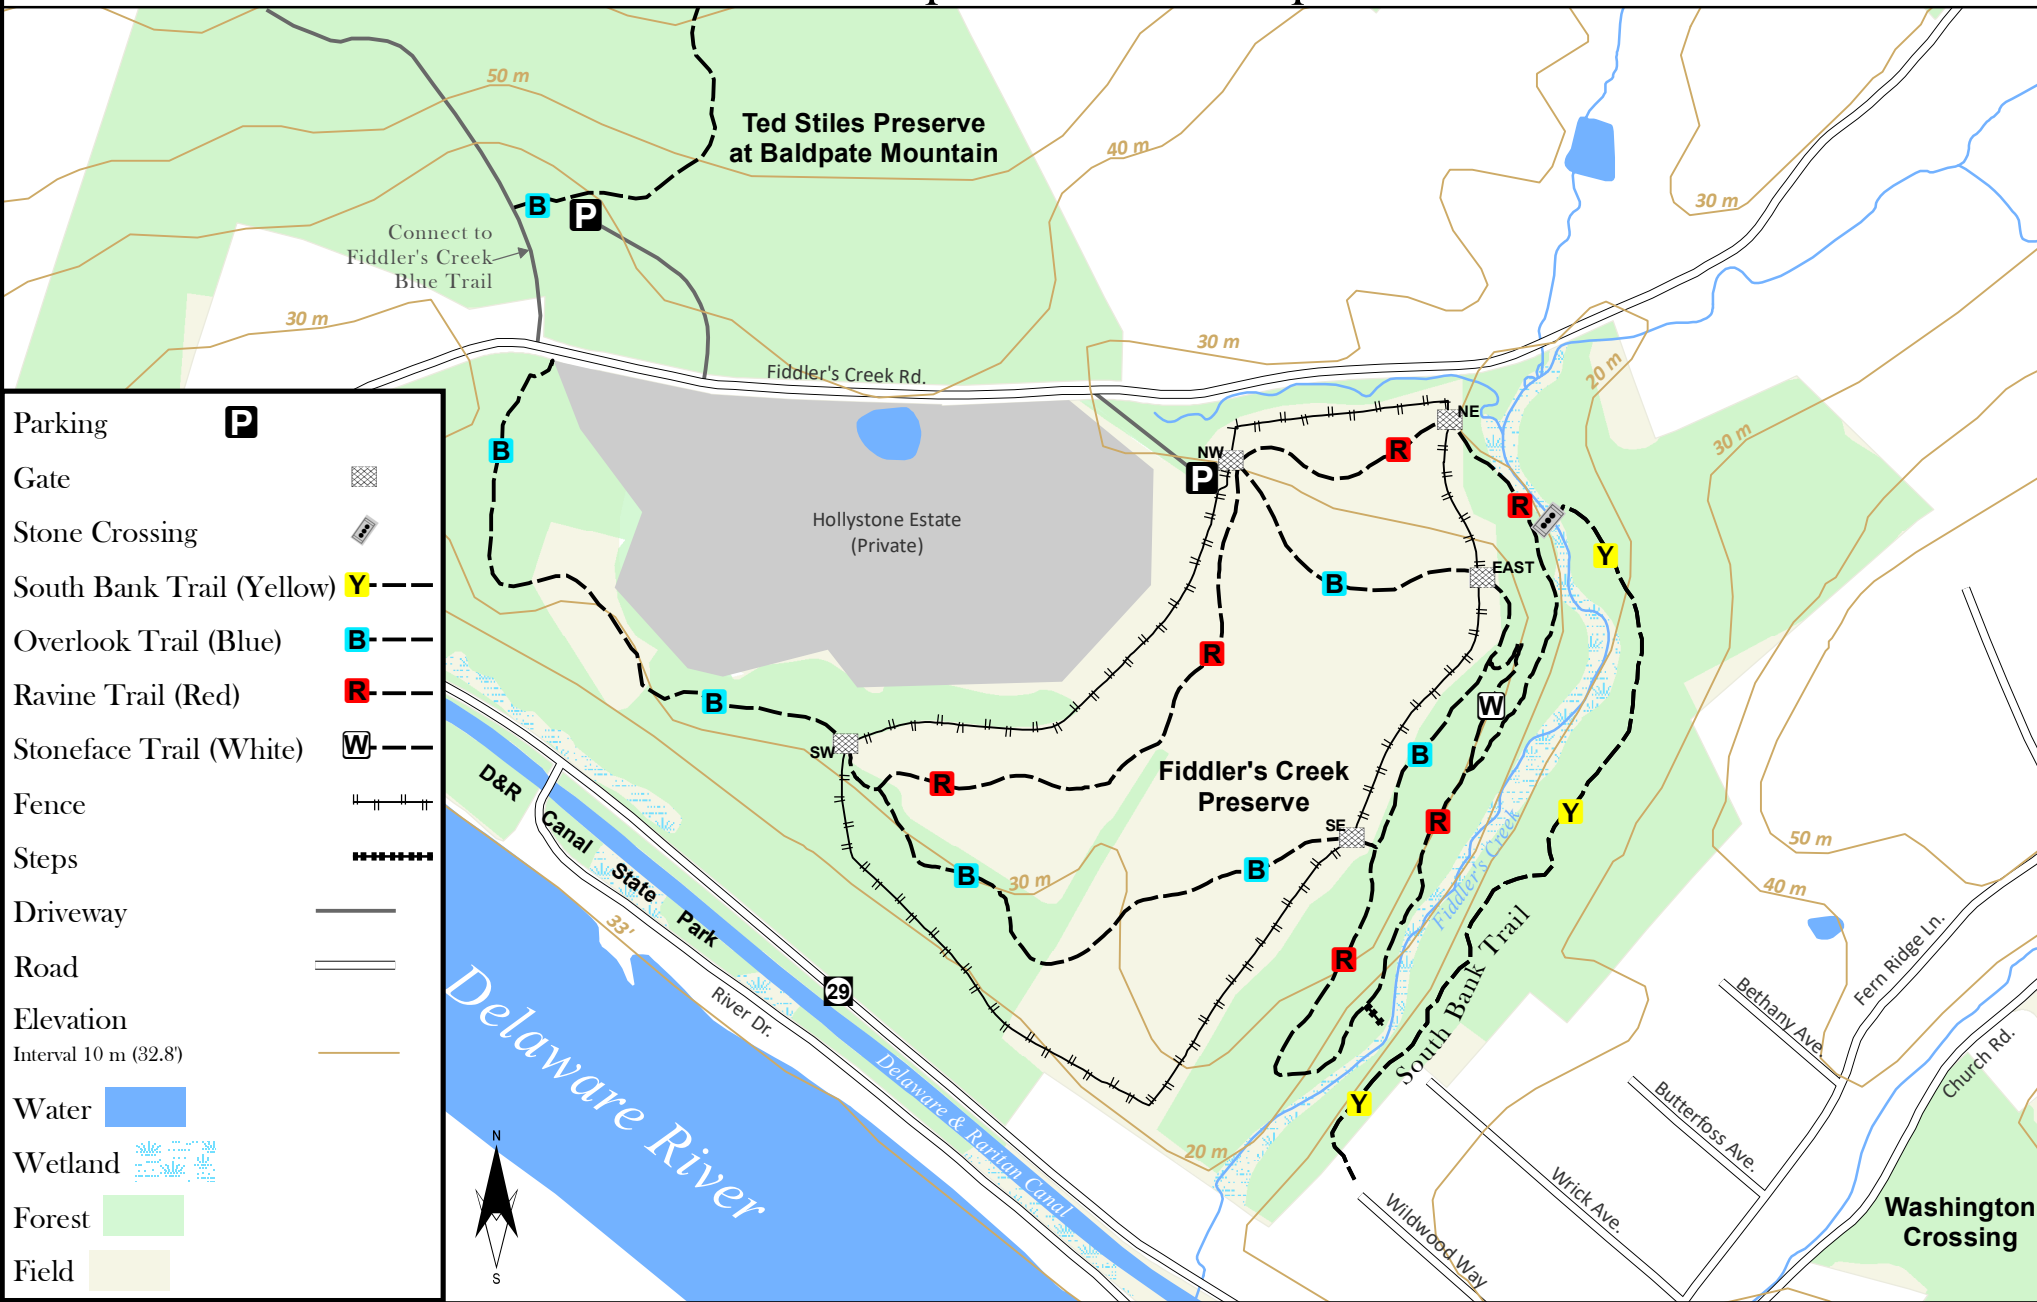 50 m
Ted Stiles Preserve
at Baldpate Mountain
40 m
30 m
B
P
Connect to
Fiddler's Creek
Blue Trail
30 m
30 m
20 m
Fiddler's Creek Rd.
30 m
Parking P
Gate
Stone Crossing
South Bank Trail (Yellow) Y
Overlook Trail (Blue) B
Ravine Trail (Red) R
Stoneface Trail (White) W
Fence
Steps
Driveway
Road
Elevation
Interval 10 m (32.8')
Water
Wetland
Forest
Field
B
Hollystone Estate
(Private)
NW
P
NE
R
R
Y
EAST
B
R
W
B
B
SW
R
Fiddler's Creek
Preserve
SE
R
Y
B
B
30 m
R
Fiddler's Creek
South Bank Trail
Y
20 m
D&R
Canal
State
Park
33'
29
River Dr.
Delaware River
Delaware & Raritan Canal
N
S
50 m
40 m
Fern Ridge Ln.
Bethany Ave.
Church Rd.
Butterfoss Ave.
Wrick Ave.
Wildwood Way
Washington
Crossing